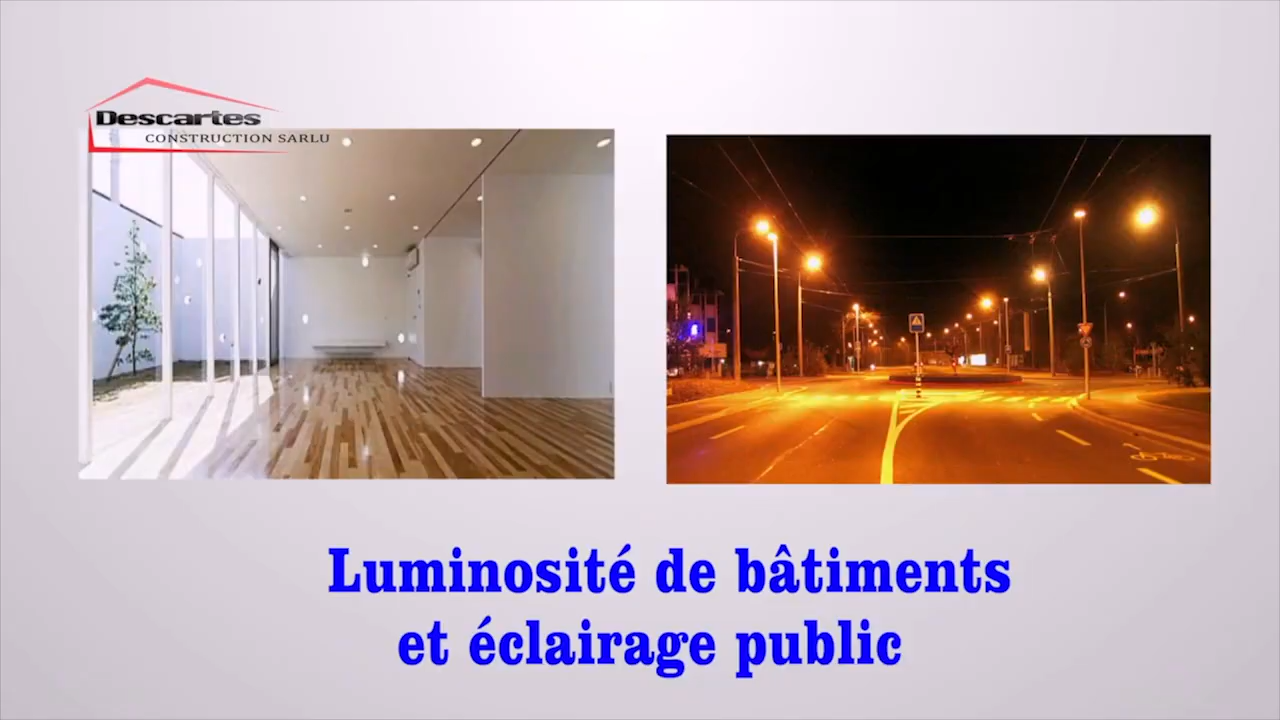 Descartes
CONSTRUCTION SARLU
Luminosité de bâtiments
et éclairage public